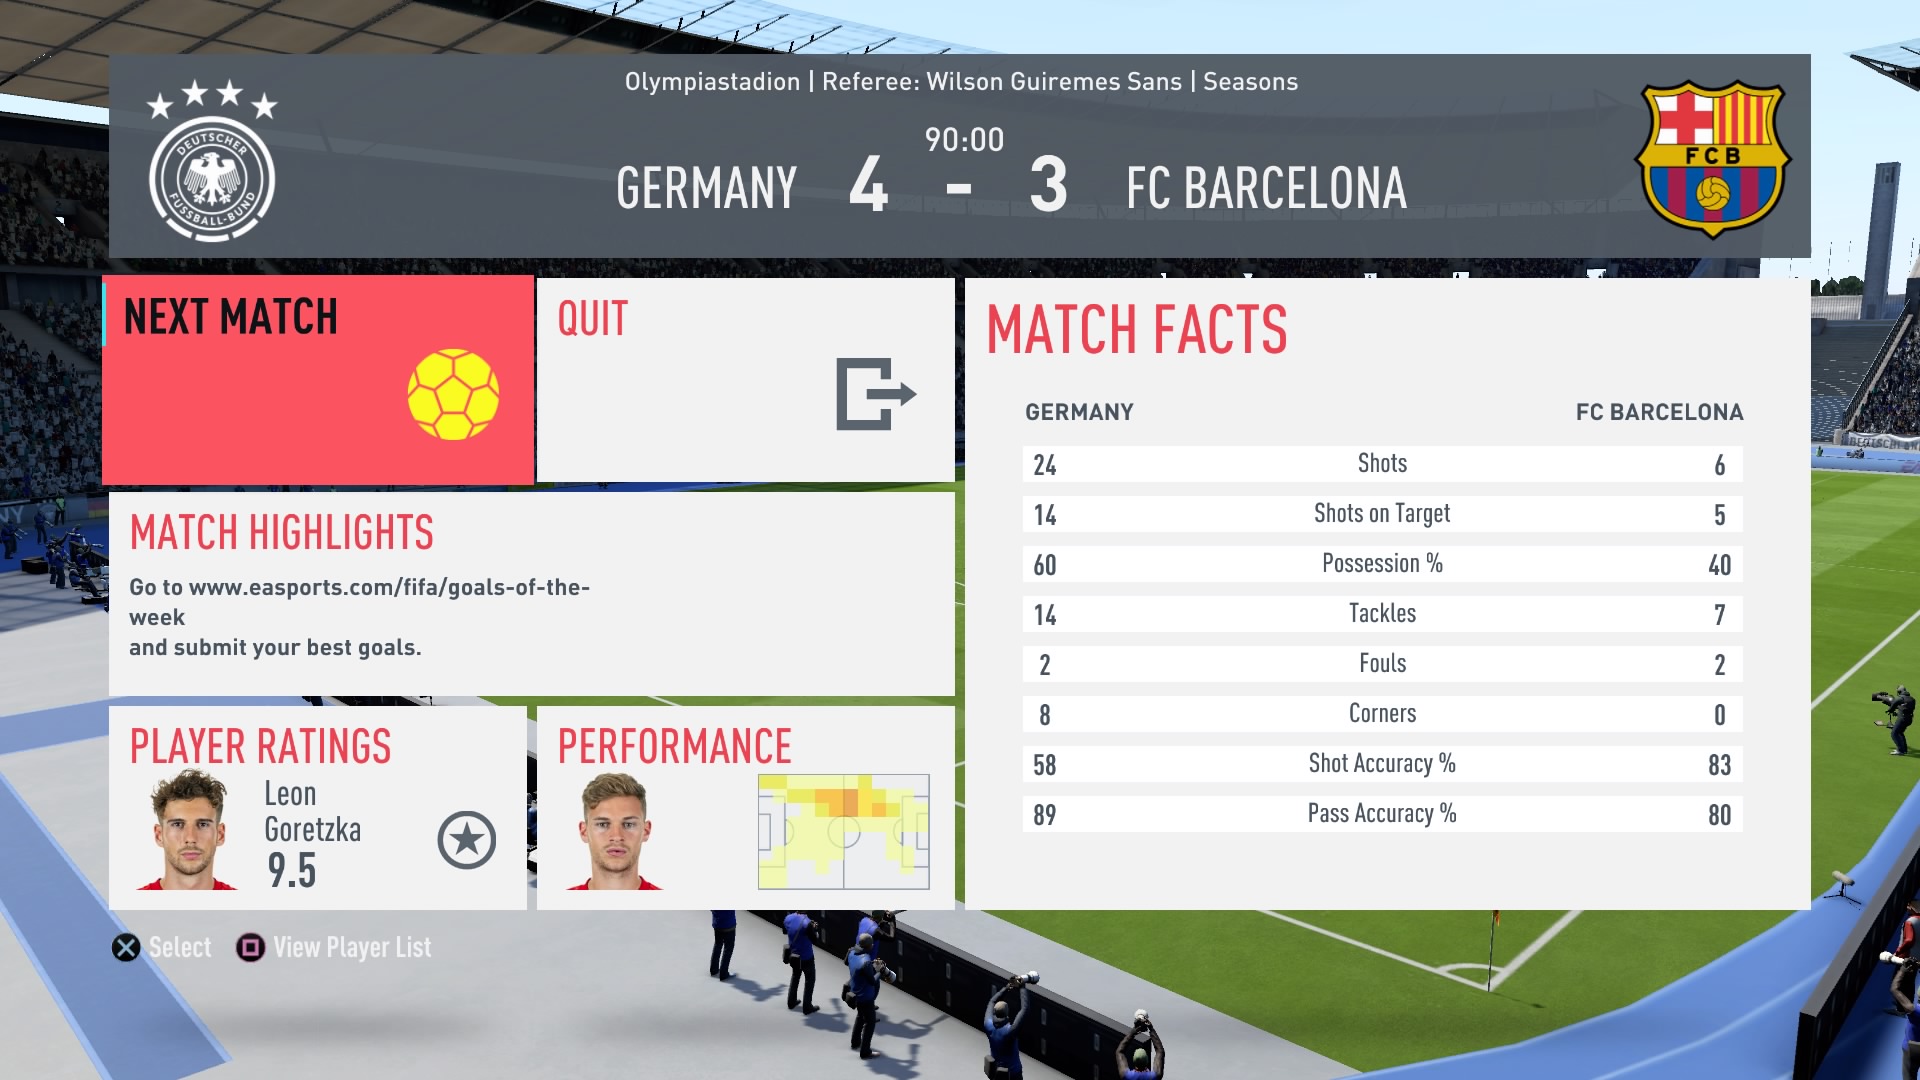 Olympiastadion | Referee: Wilson Guiremes Sans | Seasons
90:00
GERMANY 4 - 3 FC BARCELONA
DEUTSCHER
FUSSBALL-BUND
FCB
NEXT MATCH
QUIT
MATCH HIGHLIGHTS
Go to www.easports.com/fifa/goals-of-the-
week
and submit your best goals.
PLAYER RATINGS
Leon
Goretzka
9.5
PERFORMANCE
MATCH FACTS
GERMANY FC BARCELONA
24 Shots 6
14 Shots on Target 5
60 Possession % 40
14 Tackles 7
2 Fouls 2
8 Corners 0
58 Shot Accuracy % 83
89 Pass Accuracy % 80
Select View Player List